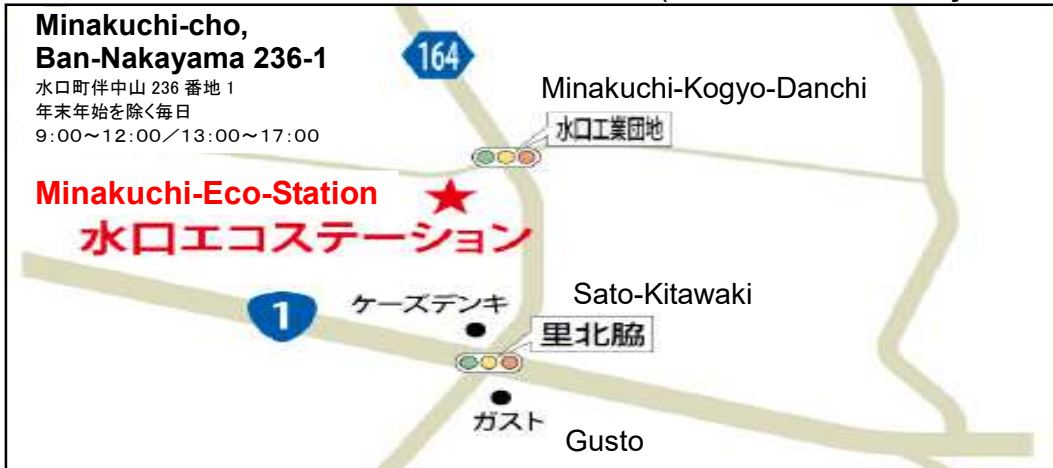 Minakuchi-cho,
Ban-Nakayama 236-1
水口町伴中山 236 番地 1
年末年始を除く毎日
9:00～12:00／13:00～17:00
164
Minakuchi-Kogyo-Danchi
水口工業団地
Minakuchi-Eco-Station
水口エコステーション
1
ケーズデンキ
Sato-Kitawaki
里北脇
ガスト
Gusto